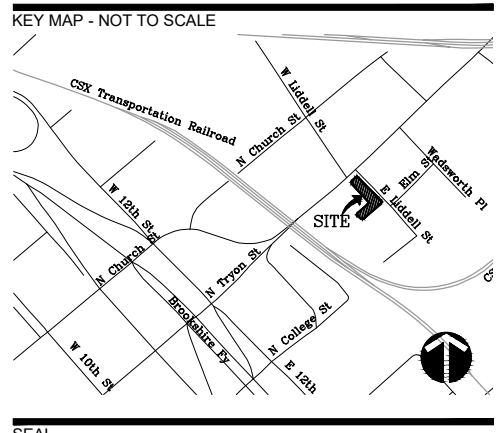 KEY MAP - NOT TO SCALE
CSX Transportation Railroad
W Liddell St
N Church St
Wadsworth Pl
Elm St
E Liddell St
SITE
W 12th St
N Church St
N Tryon St
Brookshire Fy
N College St
W 10th St
E 12th
CS
SEAL